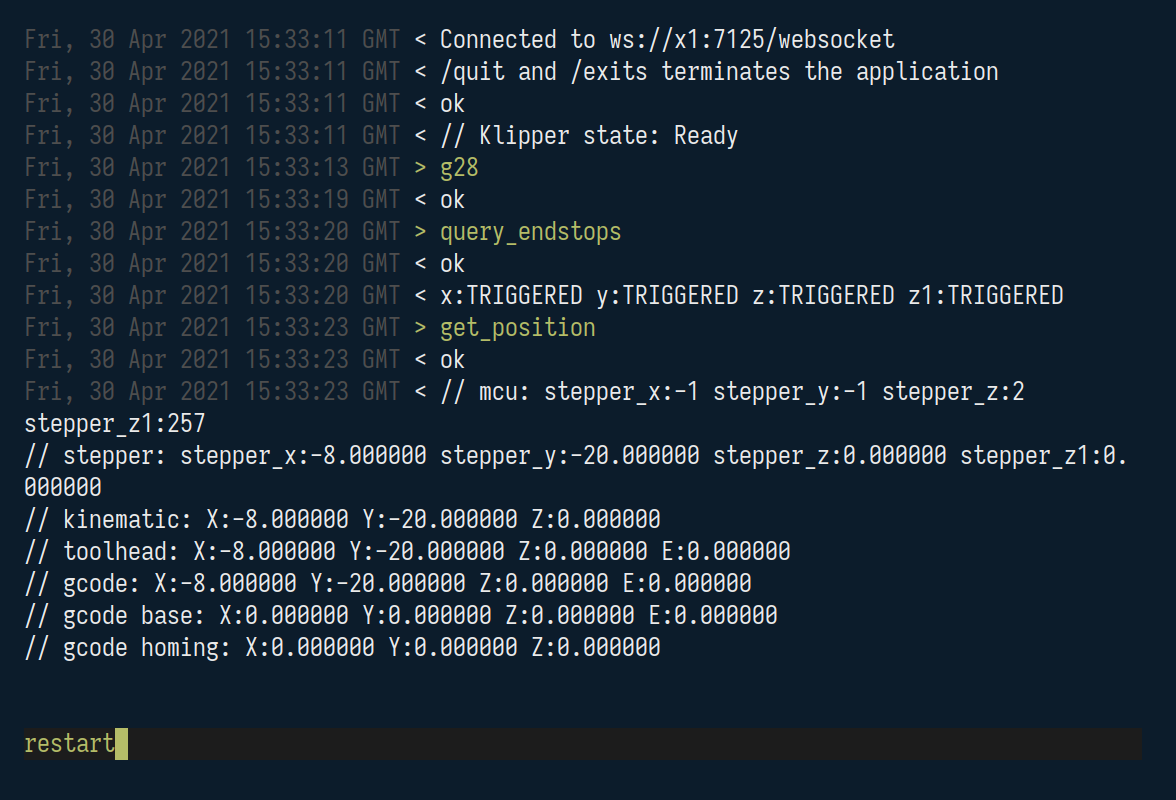 Fri, 30 Apr 2021 15:33:11 GMT < Connected to ws://x1:7125/websocket
Fri, 30 Apr 2021 15:33:11 GMT < /quit and /exits terminates the application
Fri, 30 Apr 2021 15:33:11 GMT < ok
Fri, 30 Apr 2021 15:33:11 GMT < // Klipper state: Ready
Fri, 30 Apr 2021 15:33:13 GMT > g28
Fri, 30 Apr 2021 15:33:19 GMT < ok
Fri, 30 Apr 2021 15:33:20 GMT > query_endstops
Fri, 30 Apr 2021 15:33:20 GMT < ok
Fri, 30 Apr 2021 15:33:20 GMT < x:TRIGGERED y:TRIGGERED z:TRIGGERED z1:TRIGGERED
Fri, 30 Apr 2021 15:33:23 GMT > get_position
Fri, 30 Apr 2021 15:33:23 GMT < ok
Fri, 30 Apr 2021 15:33:23 GMT < // mcu: stepper_x:-1 stepper_y:-1 stepper_z:2
stepper_z1:257
// stepper: stepper_x:-8.000000 stepper_y:-20.000000 stepper_z:0.000000 stepper_z1:0.
000000
// kinematic: X:-8.000000 Y:-20.000000 Z:0.000000
// toolhead: X:-8.000000 Y:-20.000000 Z:0.000000 E:0.000000
// gcode: X:-8.000000 Y:-20.000000 Z:0.000000 E:0.000000
// gcode base: X:0.000000 Y:0.000000 Z:0.000000 E:0.000000
// gcode homing: X:0.000000 Y:0.000000 Z:0.000000
restart